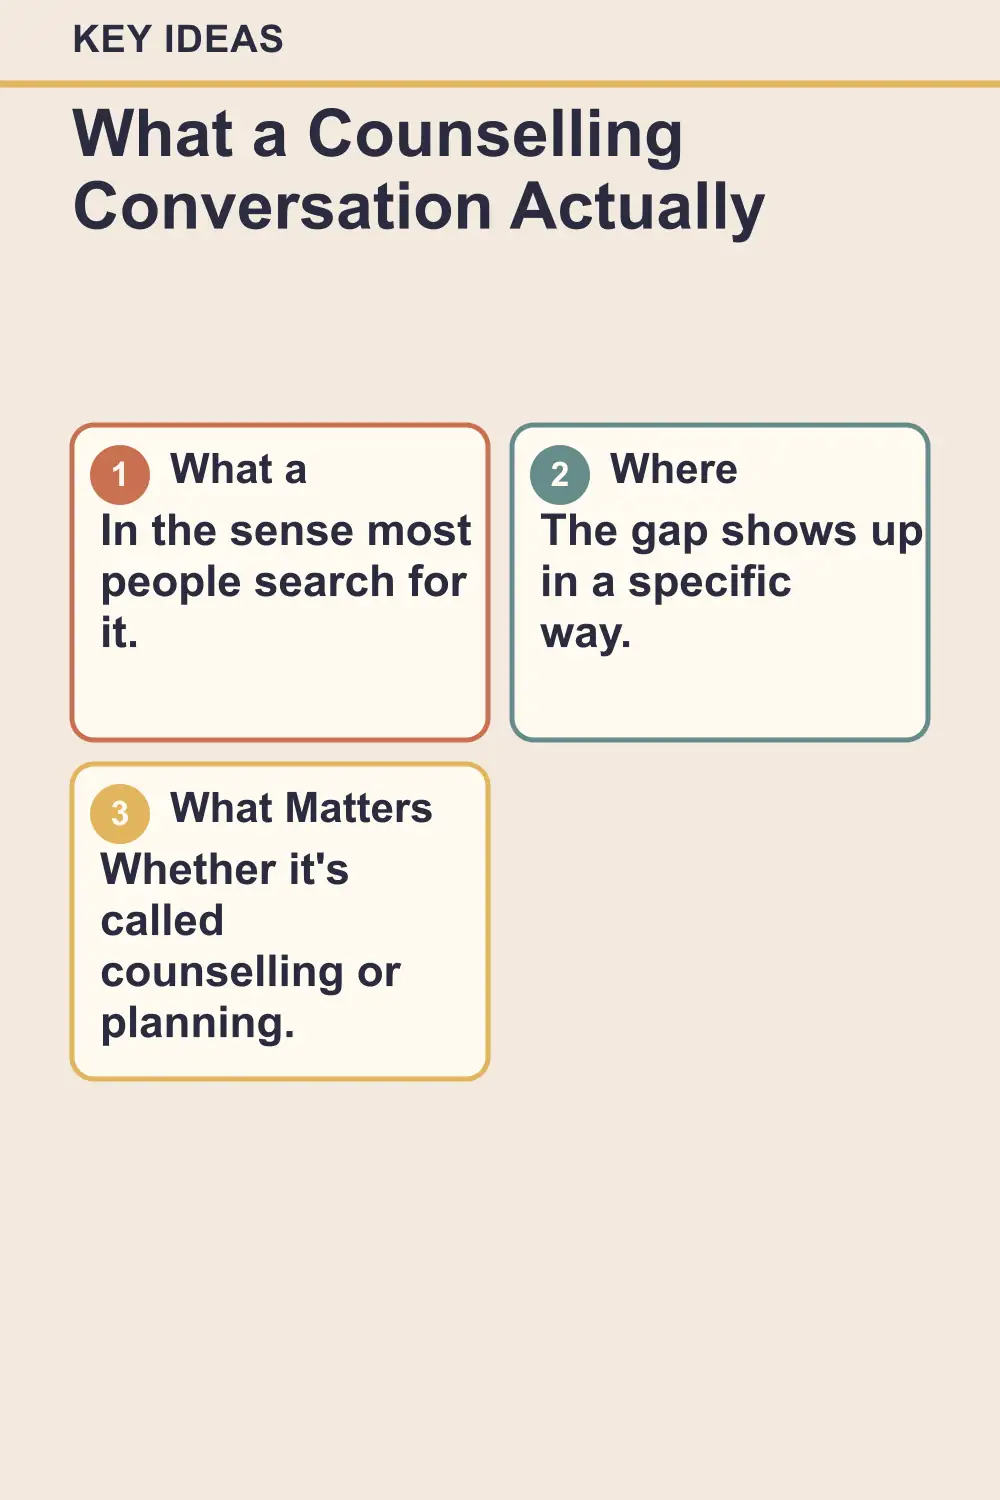 KEY IDEAS
What a Counselling
Conversation Actually
1 What a
In the sense most
people search for
it.
2 Where
The gap shows up
in a specific
way.
3 What Matters
Whether it's
called
counselling or
planning.